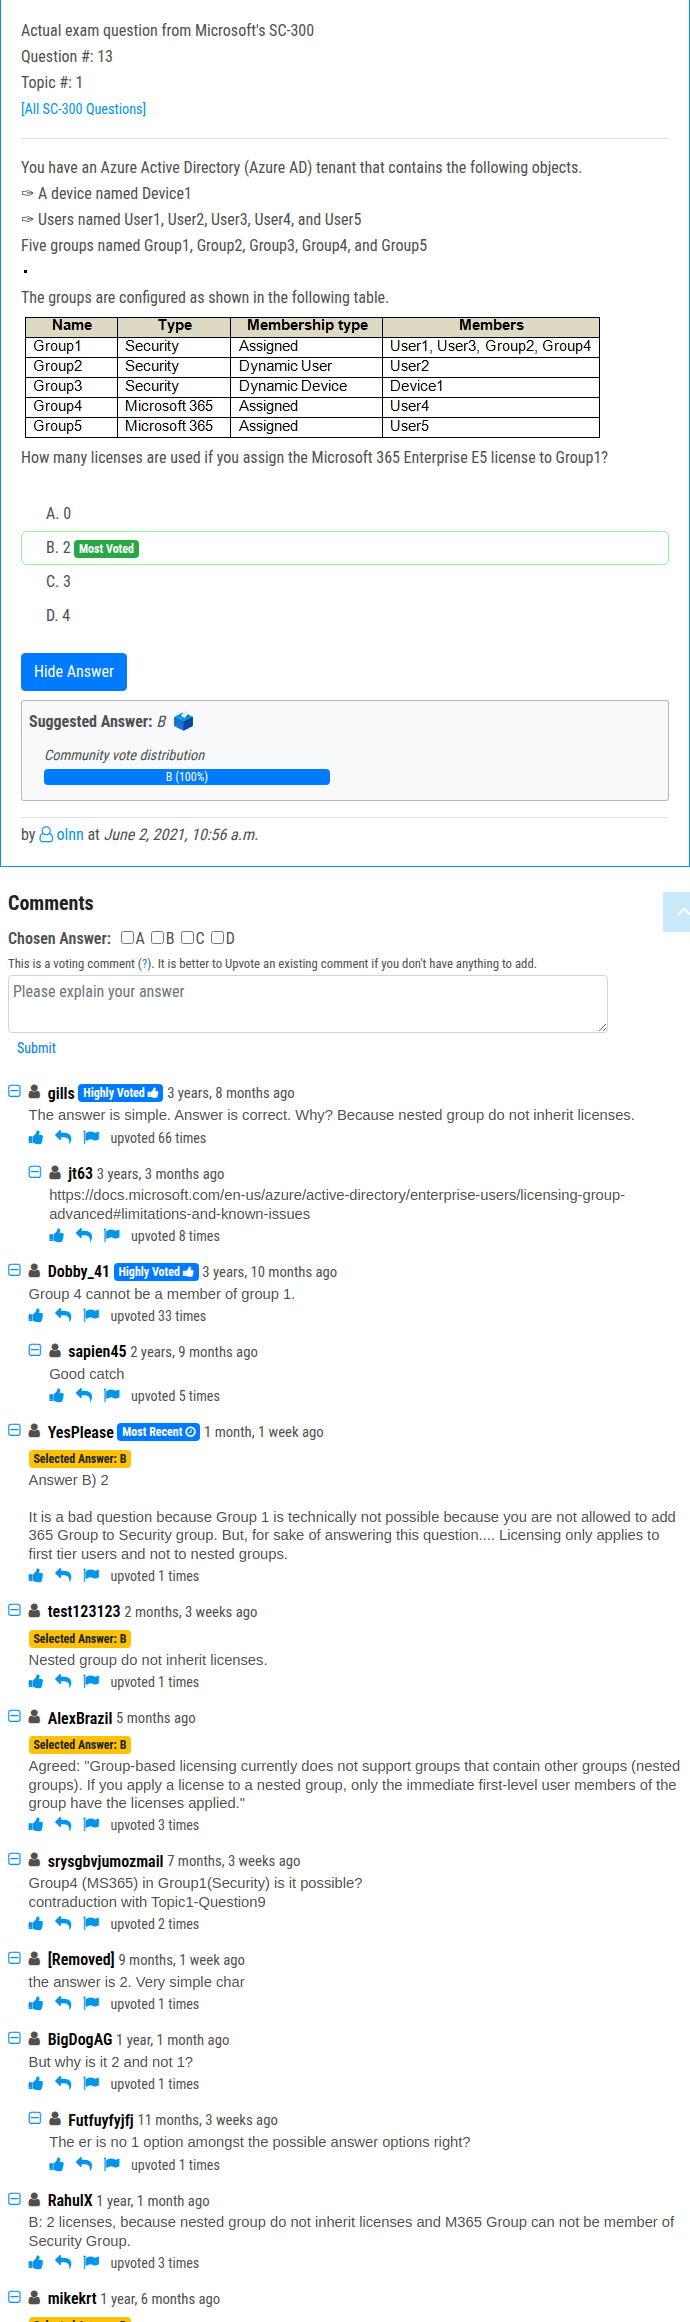 Actual exam question from Microsoft's SC-300
Question #: 13
Topic #: 1
[All SC-300 Questions]
You have an Azure Active Directory (Azure AD) tenant that contains the following objects.
✑ A device named Device1
✑ Users named User1, User2, User3, User4, and User5
Five groups named Group1, Group2, Group3, Group4, and Group5
▪
The groups are configured as shown in the following table.
Name Type Membership type Members
Group1 Security Assigned User1, User3, Group2, Group4
Group2 Security Dynamic User User2
Group3 Security Dynamic Device Device1
Group4 Microsoft 365 Assigned User4
Group5 Microsoft 365 Assigned User5
How many licenses are used if you assign the Microsoft 365 Enterprise E5 license to Group1?
A. 0
B. 2 Most Voted
C. 3
D. 4
Hide Answer
Suggested Answer: B
Community vote distribution
B (100%)
by olnn at June 2, 2021, 10:56 a.m.
Comments
Chosen Answer: A B C D
This is a voting comment (?). It is better to Upvote an existing comment if you don't have anything to add.
Please explain your answer
Submit
gills Highly Voted 3 years, 8 months ago
The answer is simple. Answer is correct. Why? Because nested group do not inherit licenses.
upvoted 66 times
jt63 3 years, 3 months ago
https://docs.microsoft.com/en-us/azure/active-directory/enterprise-users/licensing-group-
advanced#limitations-and-known-issues
upvoted 8 times
Dobby_41 Highly Voted 3 years, 10 months ago
Group 4 cannot be a member of group 1.
upvoted 33 times
sapien45 2 years, 9 months ago
Good catch
upvoted 5 times
YesPlease Most Recent 1 month, 1 week ago
Selected Answer: B
Answer B) 2
It is a bad question because Group 1 is technically not possible because you are not allowed to add
365 Group to Security group. But, for sake of answering this question.... Licensing only applies to
first tier users and not to nested groups.
upvoted 1 times
test123123 2 months, 3 weeks ago
Selected Answer: B
Nested group do not inherit licenses.
upvoted 1 times
AlexBrazil 5 months ago
Selected Answer: B
Agreed: "Group-based licensing currently does not support groups that contain other groups (nested
groups). If you apply a license to a nested group, only the immediate first-level user members of the
group have the licenses applied."
upvoted 3 times
srysgbvjumozmail 7 months, 3 weeks ago
Group4 (MS365) in Group1(Security) is it possible?
contraduction with Topic1-Question9
upvoted 2 times
[Removed] 9 months, 1 week ago
the answer is 2. Very simple char
upvoted 1 times
BigDogAG 1 year, 1 month ago
But why is it 2 and not 1?
upvoted 1 times
Futfuyfyjfj 11 months, 3 weeks ago
The er is no 1 option amongst the possible answer options right?
upvoted 1 times
RahulX 1 year, 1 month ago
B: 2 licenses, because nested group do not inherit licenses and M365 Group can not be member of
Security Group.
upvoted 3 times
mikekrt 1 year, 6 months ago